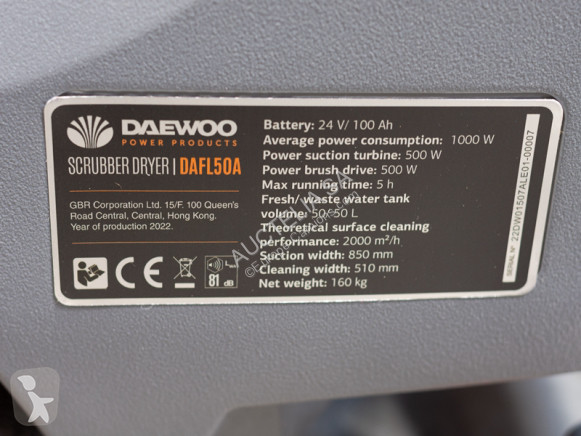 DAEWOO
POWER PRODUCTS
SCRUBBER DRYER | DAFL50A
GBR Corporation Ltd. 15/F. 100 Queen's
Road Central, Central, Hong Kong.
Year of production 2022.
CE
81 dB
Battery: 24 V/ 100 Ah
Average power consumption: 1000 W
Power suction turbine: 500 W
Power brush drive: 500 W
Max running time: 5 h
Fresh/ waste water tank
volume: 50/50 L
Theoretical surface cleaning
performance: 2000 m²/h
Suction width: 850 mm
Cleaning width: 510 mm
Net weight: 160 kg
SERIAL N° 22DW01507ALE01-00007
AUCTELIA SA